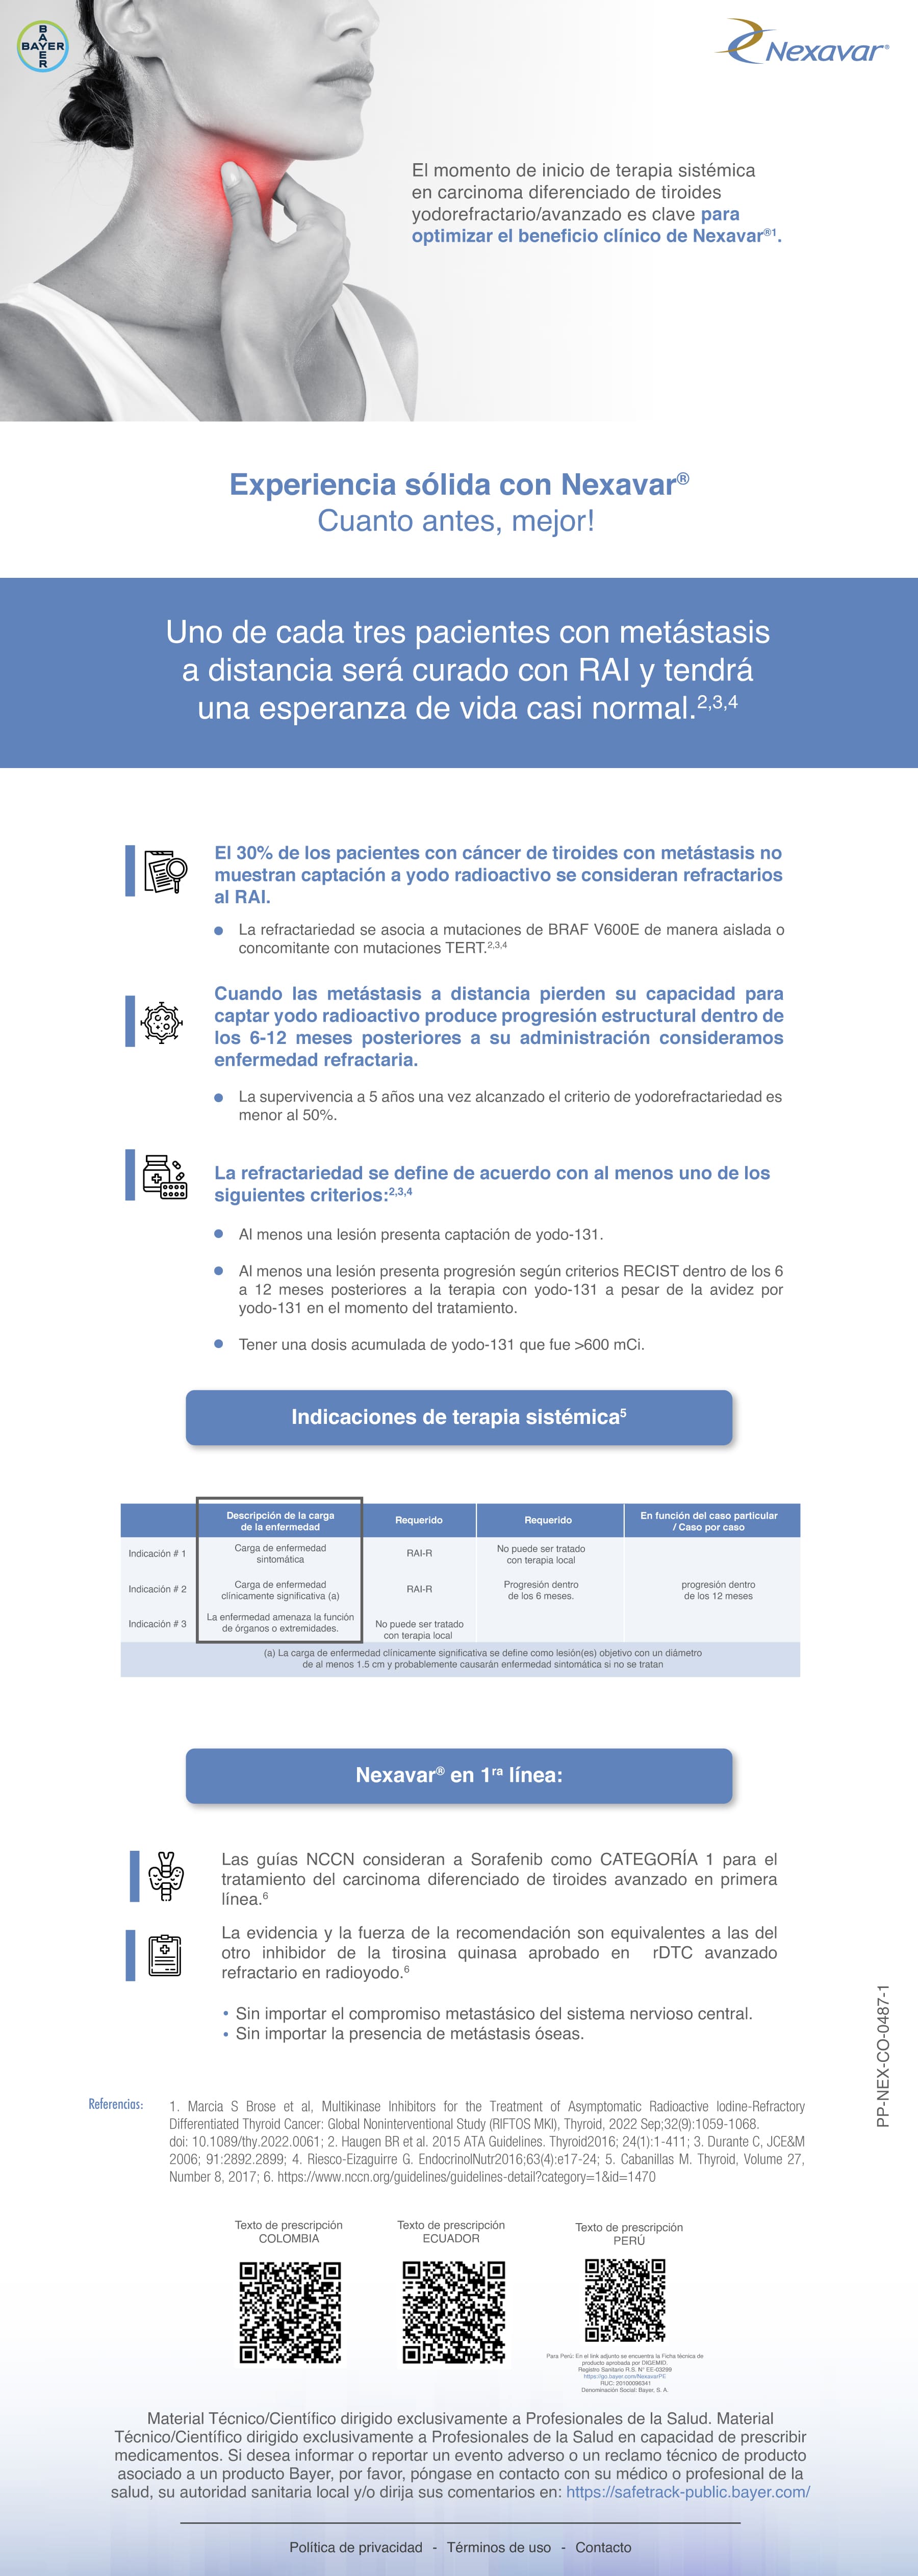 BAYER
BAYER
Nexavar®
El momento de inicio de terapia sistémica
en carcinoma diferenciado de tiroides
yodorefractario/avanzado es clave para
optimizar el beneficio clínico de Nexavar®1.
Experiencia sólida con Nexavar®
Cuanto antes, mejor!
Uno de cada tres pacientes con metástasis
a distancia será curado con RAI y tendrá
una esperanza de vida casi normal.2,3,4
El 30% de los pacientes con cáncer de tiroides con metástasis no
muestran captación a yodo radioactivo se consideran refractarios
al RAI.
La refractariedad se asocia a mutaciones de BRAF V600E de manera aislada o
concomitante con mutaciones TERT.2,3,4
Cuando las metástasis a distancia pierden su capacidad para
captar yodo radioactivo produce progresión estructural dentro de
los 6-12 meses posteriores a su administración consideramos
enfermedad refractaria.
La supervivencia a 5 años una vez alcanzado el criterio de yodorefractariedad es
menor al 50%.
La refractariedad se define de acuerdo con al menos uno de los
siguientes criterios:2,3,4
Al menos una lesión presenta captación de yodo-131.
Al menos una lesión presenta progresión según criterios RECIST dentro de los 6
a 12 meses posteriores a la terapia con yodo-131 a pesar de la avidez por
yodo-131 en el momento del tratamiento.
Tener una dosis acumulada de yodo-131 que fue >600 mCi.
Indicaciones de terapia sistémica5
Descripción de la carga
de la enfermedad
Requerido
Requerido
En función del caso particular
/ Caso por caso
Indicación # 1
Carga de enfermedad
sintomática
RAI-R
No puede ser tratado
con terapia local
Indicación # 2
Carga de enfermedad
clínicamente significativa (a)
RAI-R
Progresión dentro
de los 6 meses.
progresión dentro
de los 12 meses
Indicación # 3
La enfermedad amenaza la función
de órganos o extremidades.
No puede ser tratado
con terapia local
(a) La carga de enfermedad clínicamente significativa se define como lesión(es) objetivo con un diámetro
de al menos 1.5 cm y probablemente causarán enfermedad sintomática si no se tratan
Nexavar® en 1ra línea:
Las guías NCCN consideran a Sorafenib como CATEGORÍA 1 para el
tratamiento del carcinoma diferenciado de tiroides avanzado en primera
línea.6
La evidencia y la fuerza de la recomendación son equivalentes a las del
otro inhibidor de la tirosina quinasa aprobado en rDTC avanzado
refractario en radioyodo.6
• Sin importar el compromiso metastásico del sistema nervioso central.
• Sin importar la presencia de metástasis óseas.
PP-NEX-CO-0487-1
Referencias:
1. Marcia S Brose et al, Multikinase Inhibitors for the Treatment of Asymptomatic Radioactive Iodine-Refractory
Differentiated Thyroid Cancer: Global Noninterventional Study (RIFTOS MKI), Thyroid, 2022 Sep;32(9):1059-1068.
doi: 10.1089/thy.2022.0061; 2. Haugen BR et al. 2015 ATA Guidelines. Thyroid2016; 24(1):1-411; 3. Durante C, JCE&M
2006; 91:2892.2899; 4. Riesco-Eizaguirre G. EndocrinolNutr2016;63(4):e17-24; 5. Cabanillas M. Thyroid, Volume 27,
Number 8, 2017; 6. https://www.nccn.org/guidelines/guidelines-detail?category=1&id=1470
Texto de prescripción
COLOMBIA
Texto de prescripción
ECUADOR
Texto de prescripción
PERÚ
Para Perú: En el link adjunto se encuentra la Ficha técnica de
producto aprobada por DIGEMID.
Registro Sanitario R.S. N° EE-03299
https://go.bayer.com/NexavarPE
RUC: 20100096341
Denominación Social: Bayer, S. A.
Material Técnico/Científico dirigido exclusivamente a Profesionales de la Salud. Material
Técnico/Científico dirigido exclusivamente a Profesionales de la Salud en capacidad de prescribir
medicamentos. Si desea informar o reportar un evento adverso o un reclamo técnico de producto
asociado a un producto Bayer, por favor, póngase en contacto con su médico o profesional de la
salud, su autoridad sanitaria local y/o dirija sus comentarios en: https://safetrack-public.bayer.com/
Política de privacidad - Términos de uso - Contacto